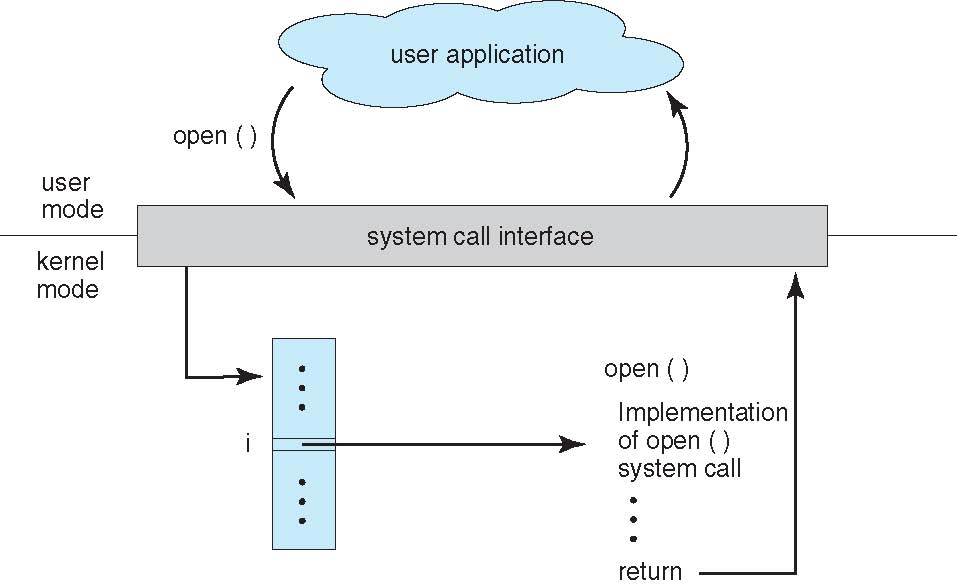 user application
open ( )
user
mode
system call interface
kernel
mode
open ( )
i
Implementation
of open ( )
system call
return